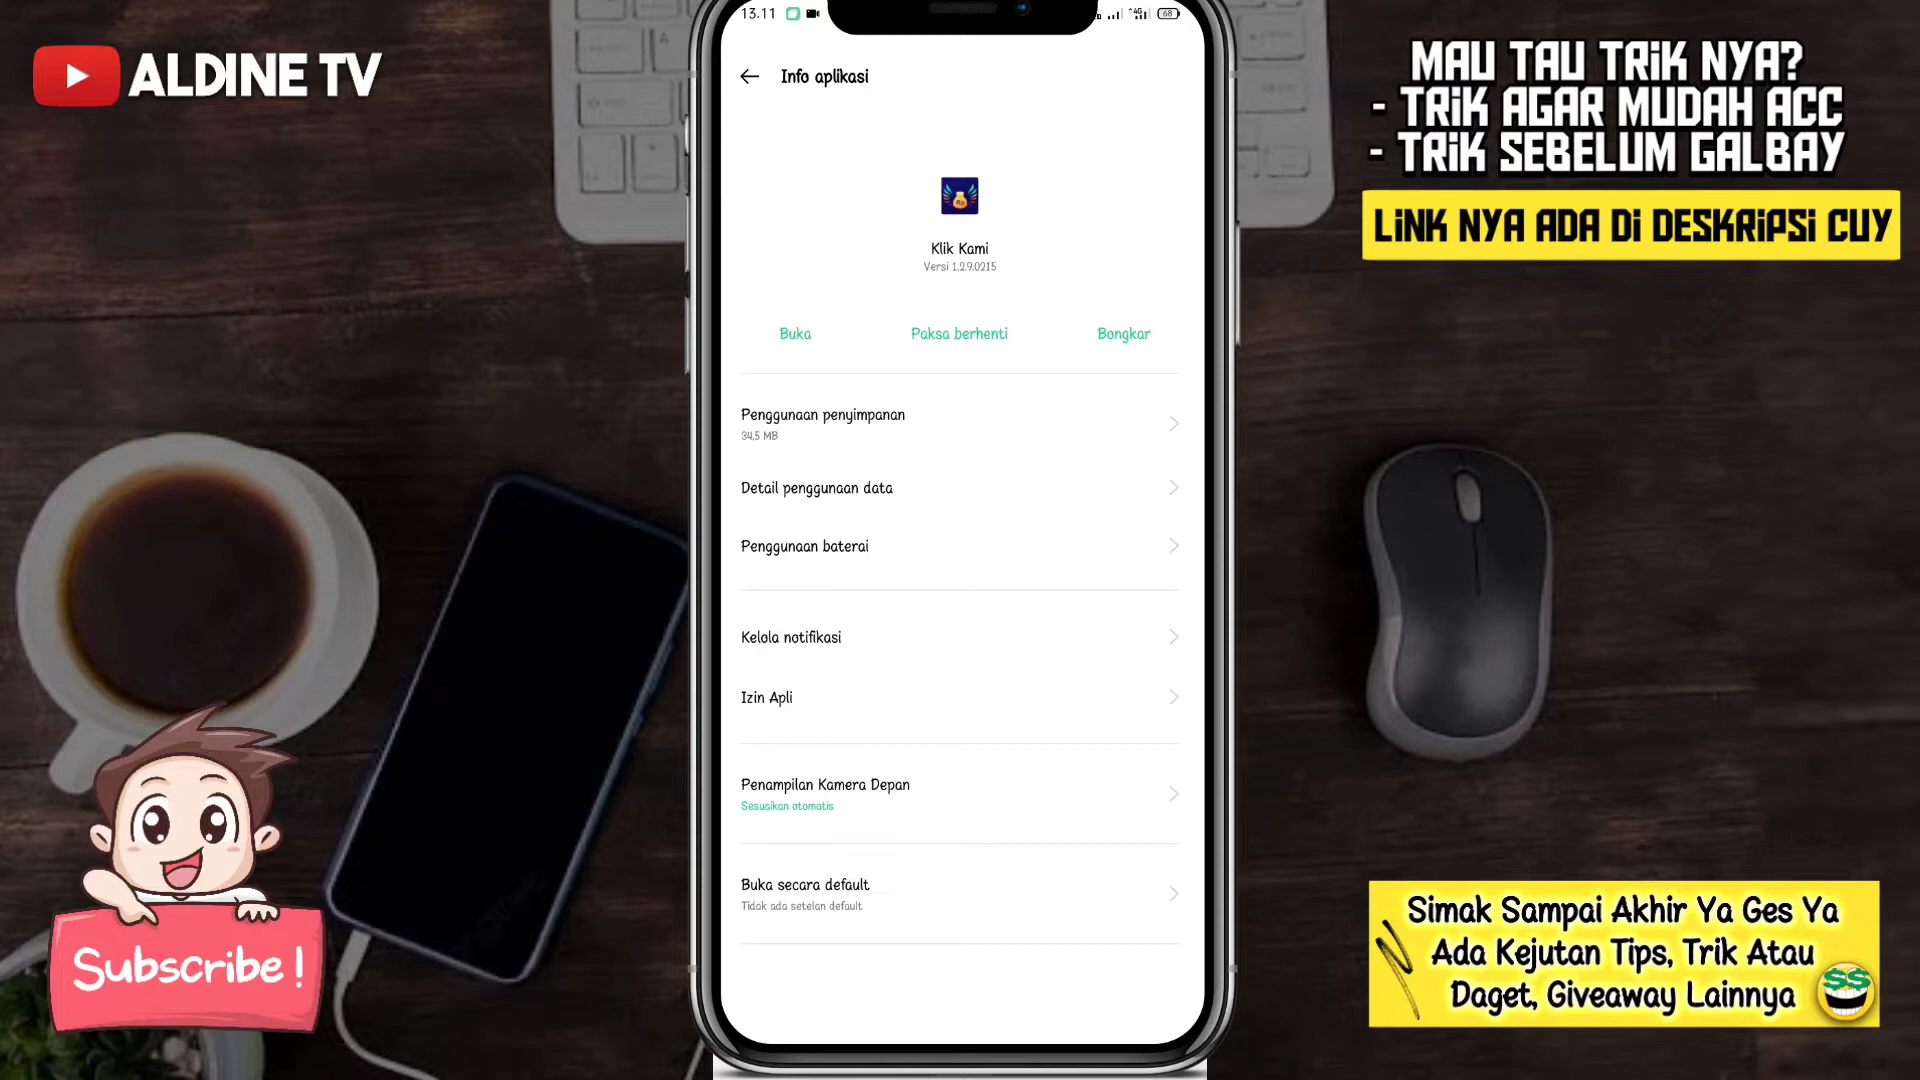 ALDINE TV
MAU TAU TRIK NYA?
- TRIK AGAR MUDAH ACC
- TRIK SEBELUM GALBAY
LINK NYA ADA DI DESKRIPSI CUY
13.11
4G
68
Info aplikasi
Rp
Klik Kami
Versi 1.2.9.0215
Buka
Paksa berhenti
Bongkar
Penggunaan penyimpanan
34,5 MB
Detail penggunaan data
Penggunaan baterai
Kelola notifikasi
Izin Apli
Penampilan Kamera Depan
Sesuaikan otomatis
Buka secara default
Tidak ada setelan default
Subscribe !
Simak Sampai Akhir Ya Ges Ya
Ada Kejutan Tips, Trik Atau
Daget, Giveaway Lainnya
$$